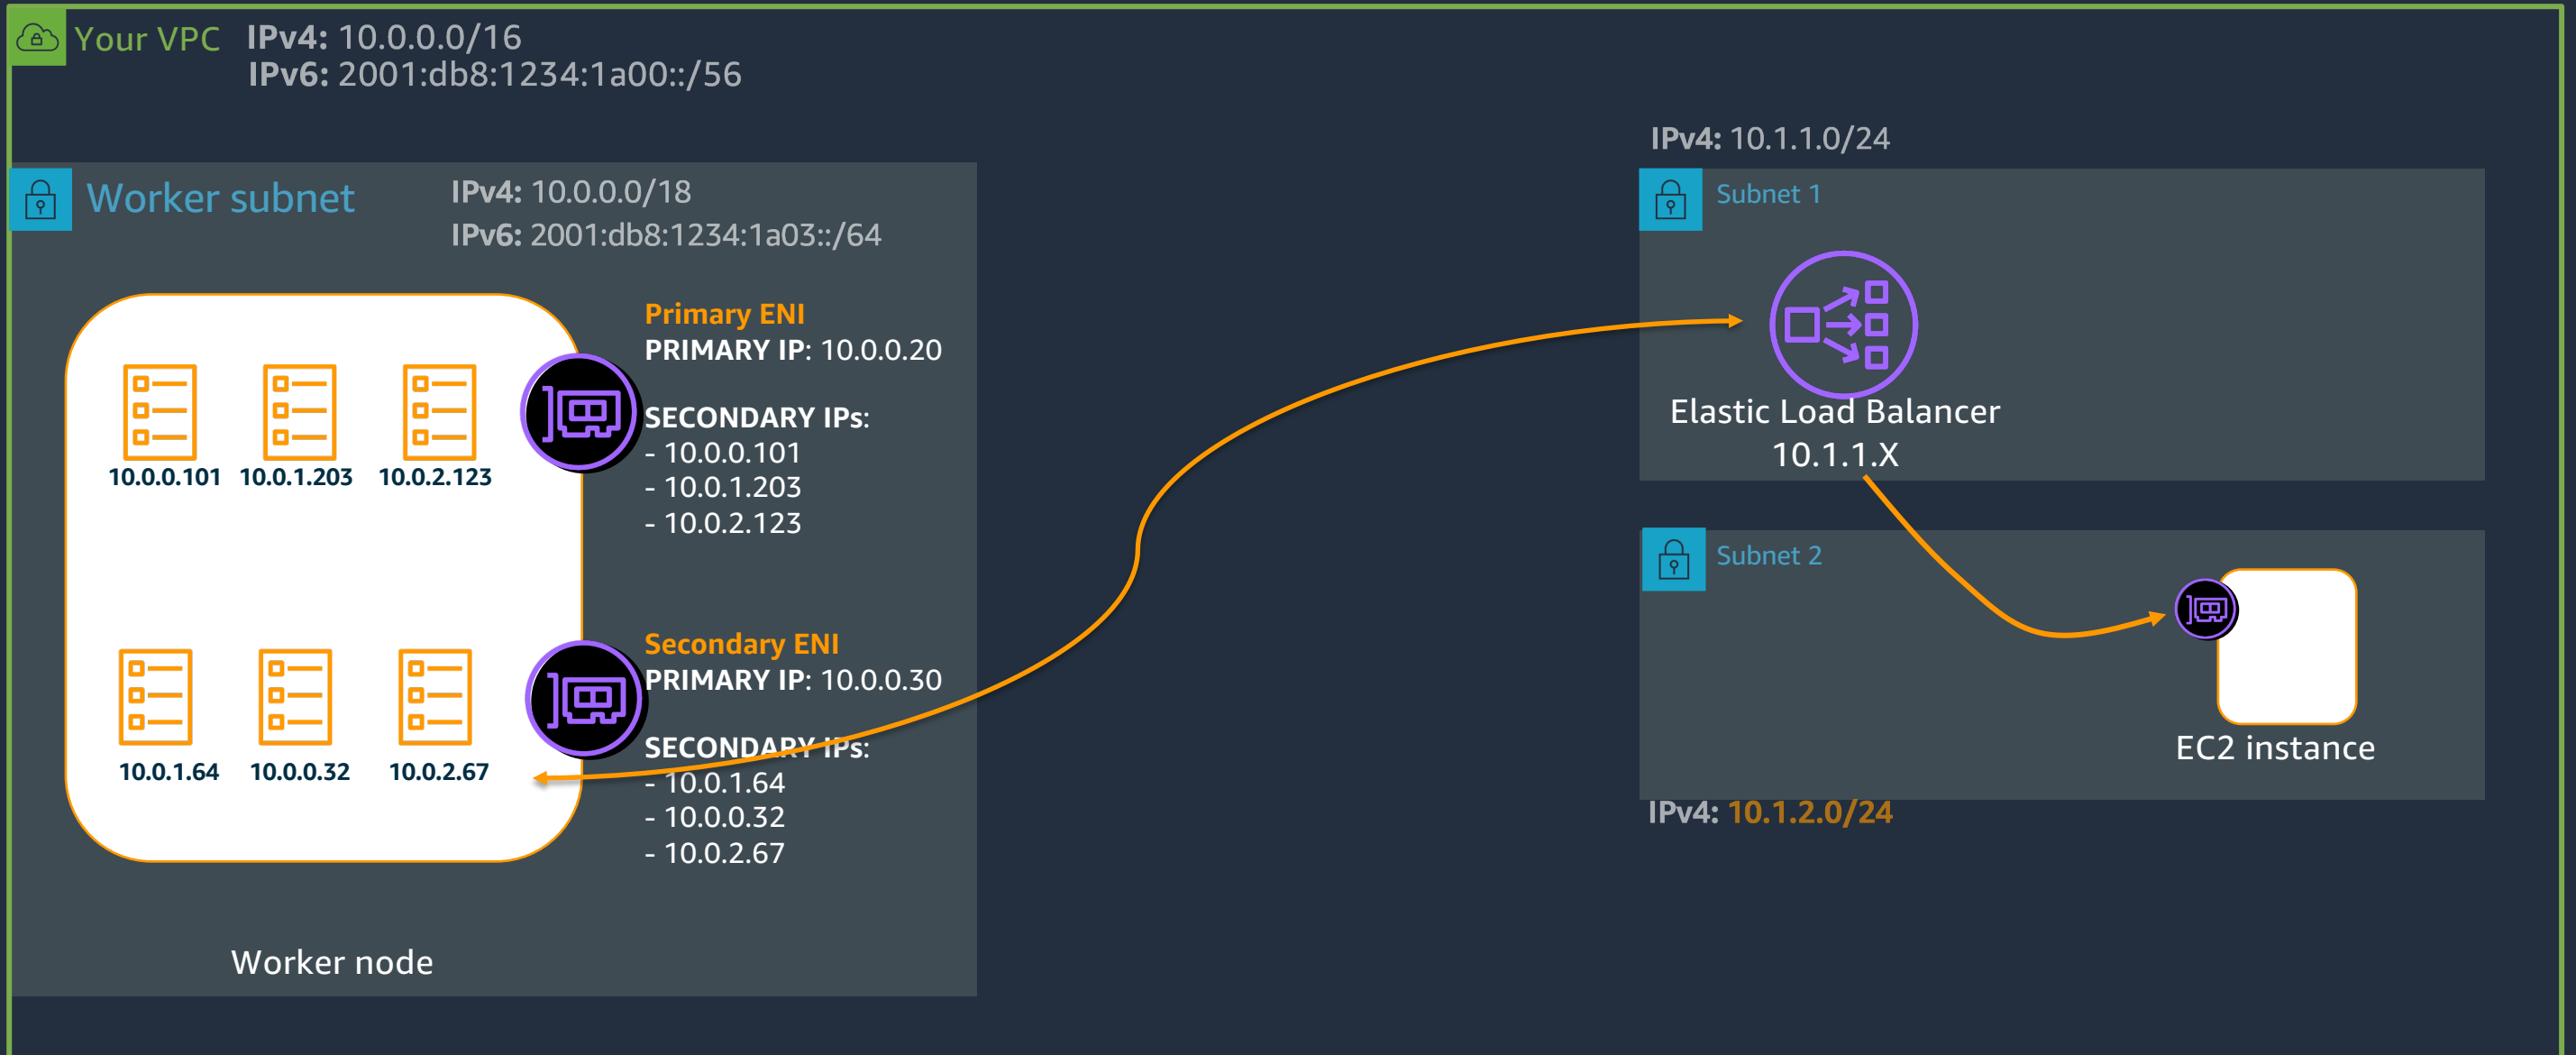 Your VPC
IPv4: 10.0.0.0/16
IPv6: 2001:db8:1234:1a00::/56
Worker subnet
IPv4: 10.0.0.0/18
IPv6: 2001:db8:1234:1a03::/64
10.0.0.101
10.0.1.203
10.0.2.123
Primary ENI
PRIMARY IP: 10.0.0.20
SECONDARY IPs:
- 10.0.0.101
- 10.0.1.203
- 10.0.2.123
10.0.1.64
10.0.0.32
10.0.2.67
Secondary ENI
PRIMARY IP: 10.0.0.30
SECONDARY IPs:
- 10.0.1.64
- 10.0.0.32
- 10.0.2.67
Worker node
IPv4: 10.1.1.0/24
Subnet 1
Elastic Load Balancer
10.1.1.X
Subnet 2
EC2 instance
IPv4: 10.1.2.0/24